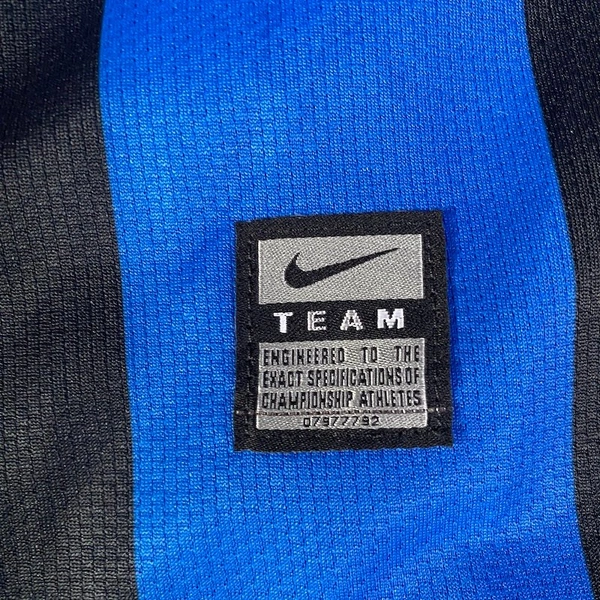 TEAM
ENGINEERED TO THE
EXACT SPECIFICATIONS OF
CHAMPIONSHIP ATHLETES
07977792